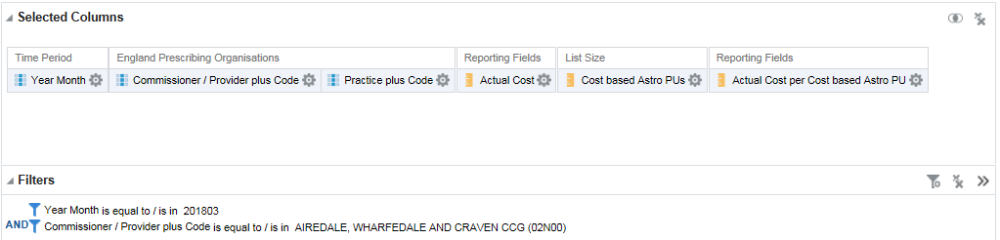 Selected Columns
Time Period England Prescribing Organisations Reporting Fields List Size Reporting Fields
Year Month Commissioner / Provider plus Code Practice plus Code Actual Cost Cost based Astro PUs Actual Cost per Cost based Astro PU
Filters
Year Month is equal to / is in 201803
AND Commissioner / Provider plus Code is equal to / is in AIREDALE, WHARFEDALE AND CRAVEN CCG (02N00)